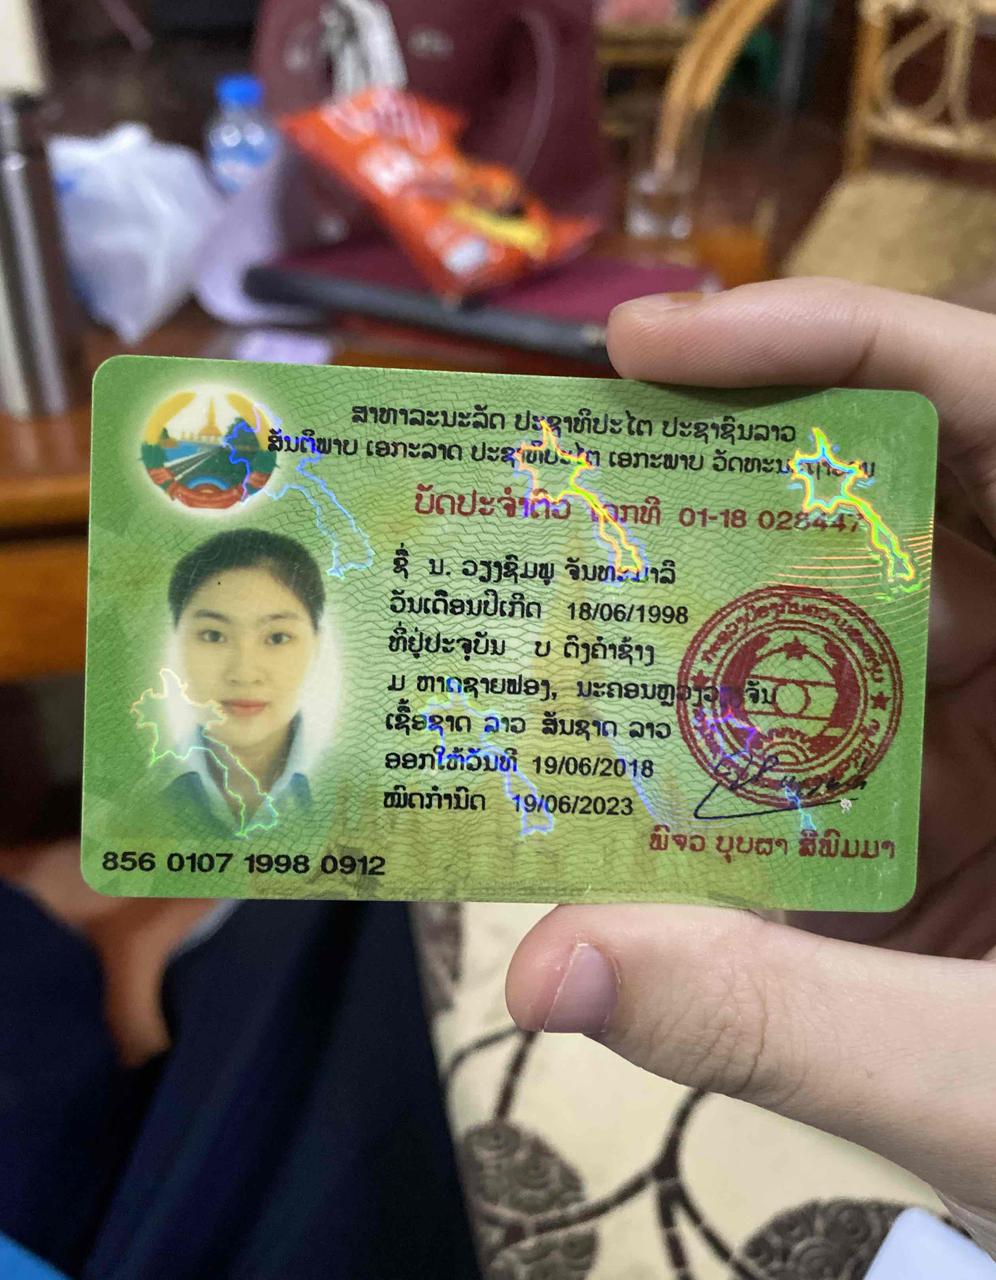 ສາທາລະນະລັດ ປະຊາທິປະໄຕ ປະຊາຊົນລາວ
ສັນຕິພາບ ເອກະລາດ ປະຊາທິປະໄຕ ເອກະພາບ ວັດທະນະຖາວອນ
ບັດປະຈຳຕົວ ເລກທີ 01-18 028447
ຊື່ ນ. ວຽງຊົມພູ ຈັນທະມາລີ
ວັນເດືອນປີເກີດ 18/06/1998
ທີ່ຢູ່ປະຈຸບັນ ບ ດົງຄຳຊ້າງ
ມ ຫາດຊາຍຟອງ, ນະຄອນຫຼວງວຽງຈັນ
ເຊື້ອຊາດ ລາວ ສັນຊາດ ລາວ
ອອກໃຫ້ວັນທີ 19/06/2018
ໝົດກຳນົດ 19/06/2023
ພົຈວ ບຸບຜາ ສີພົມມາ
856 0107 1998 0912